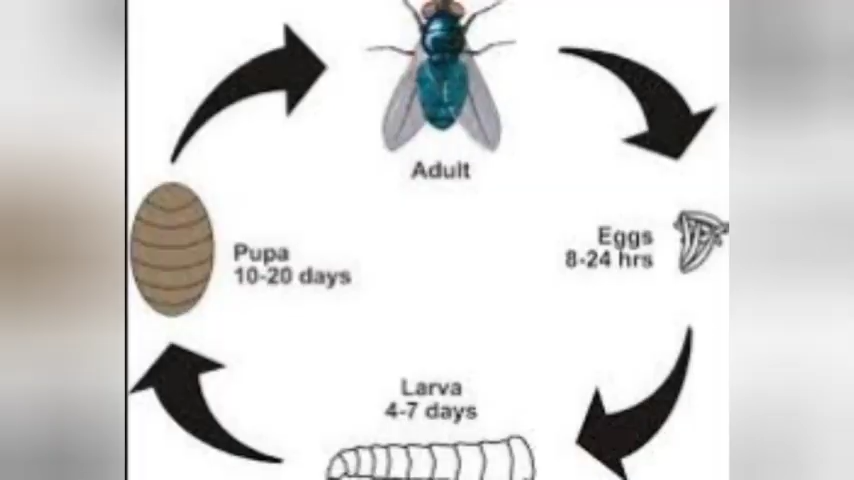 Adult
Eggs
8-24 hrs
Pupa
10-20 days
Larva
4-7 days